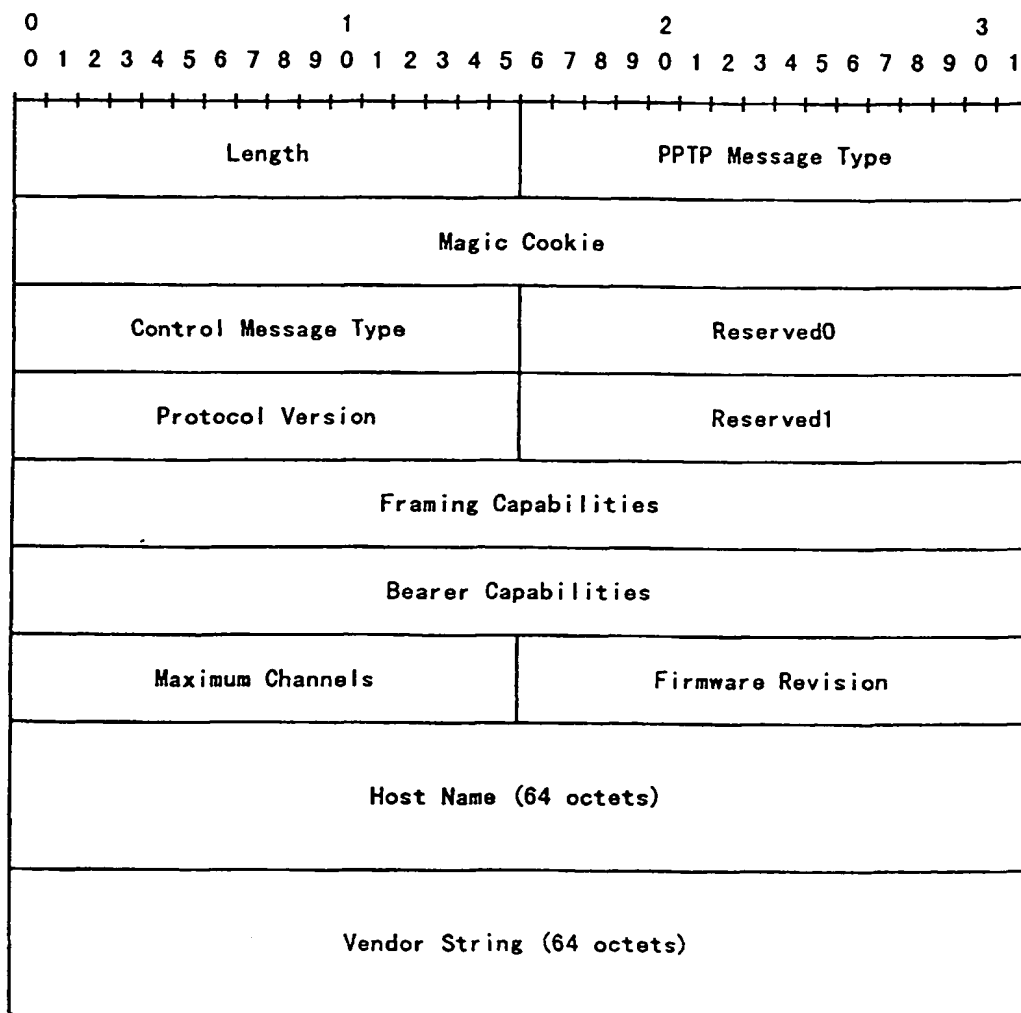 0 1 2 3
0 1 2 3 4 5 6 7 8 9 0 1 2 3 4 5 6 7 8 9 0 1 2 3 4 5 6 7 8 9 0 1
Length PPTP Message Type
Magic Cookie
Control Message Type Reserved0
Protocol Version Reserved1
Framing Capabilities
Bearer Capabilities
Maximum Channels Firmware Revision
Host Name (64 octets)
Vendor String (64 octets)